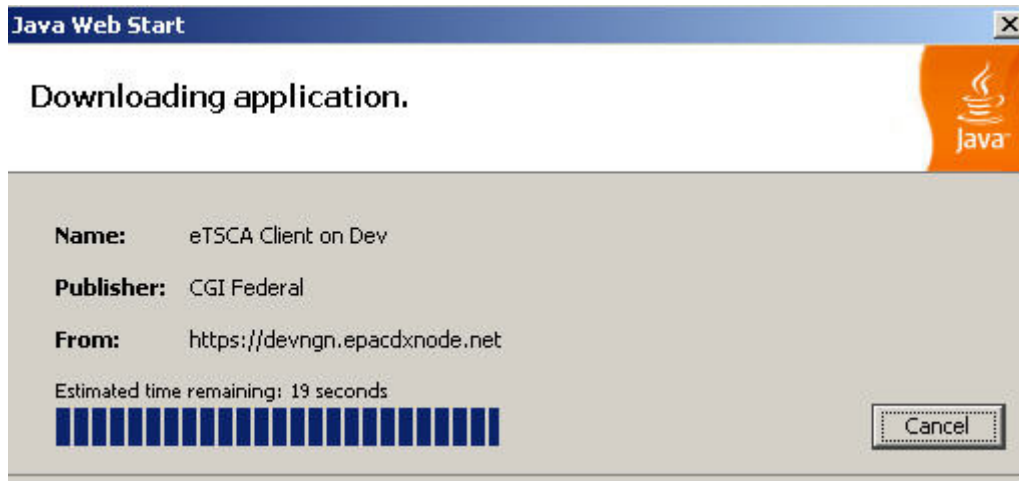 Java Web Start
Downloading application.
Java
Name: eTSCA Client on Dev
Publisher: CGI Federal
From: https://devngn.epacdxnode.net
Estimated time remaining: 19 seconds
Cancel